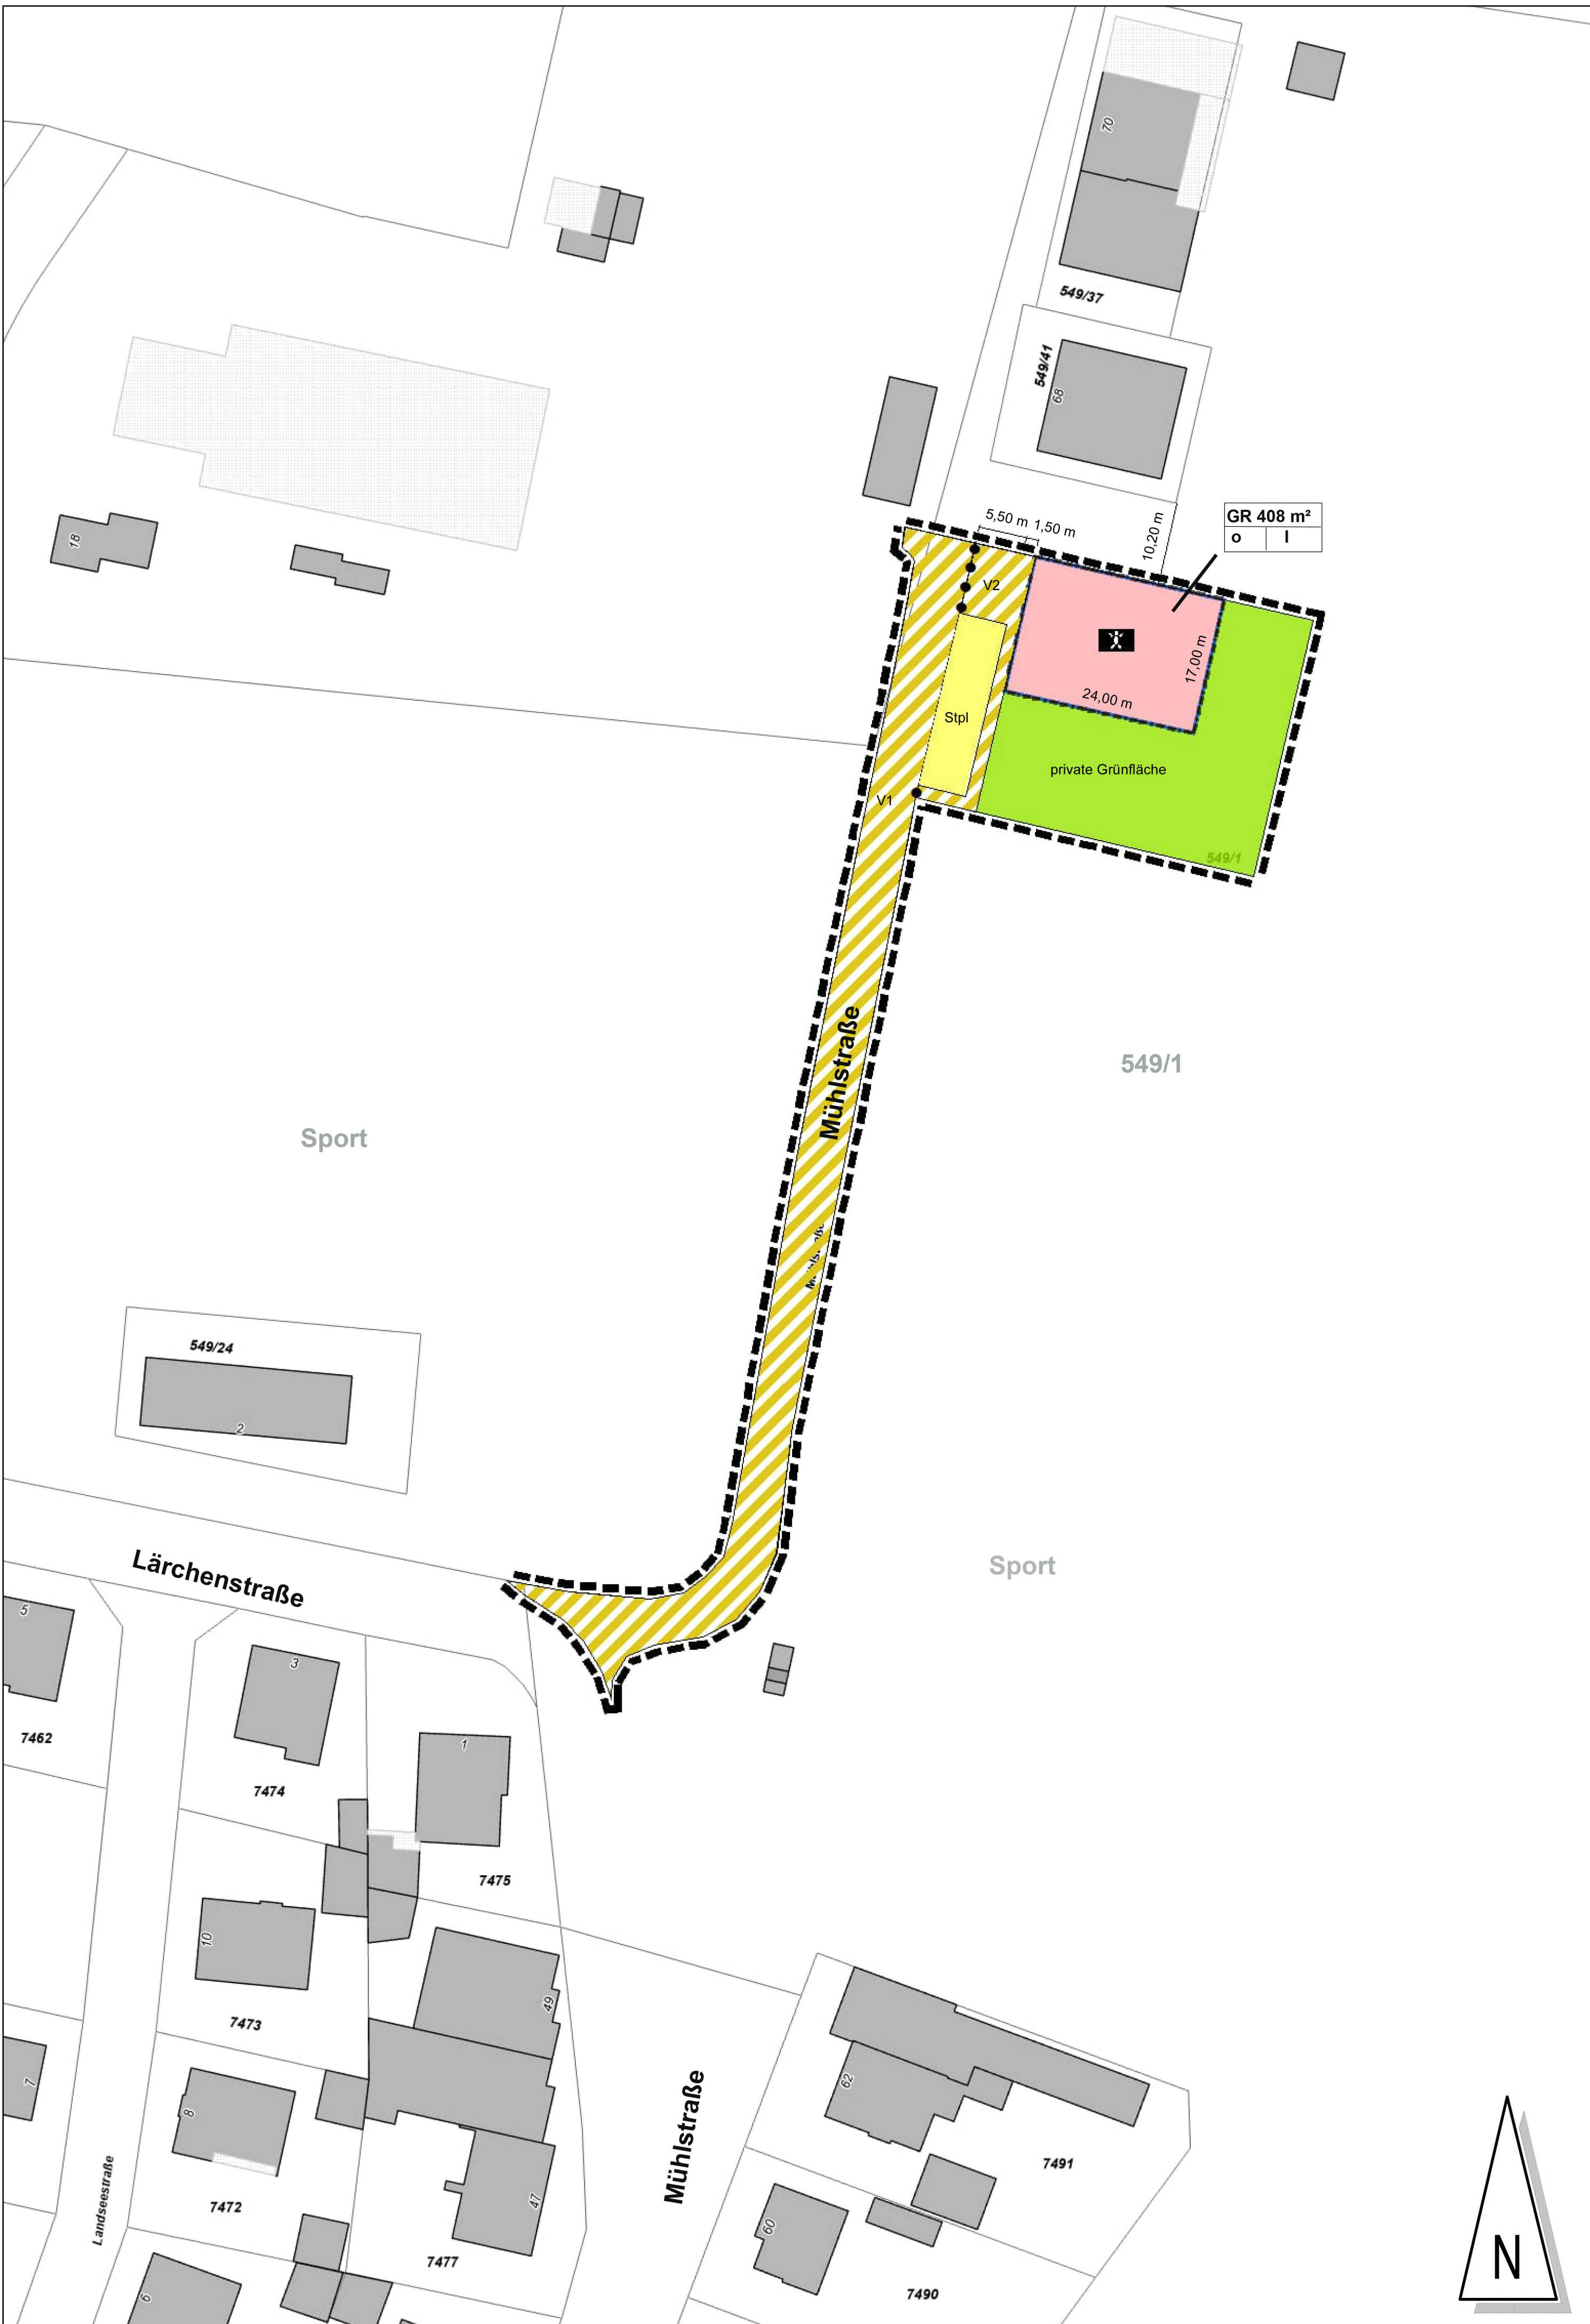 70
549/37
549/41
68
18
5,50 m
1,50 m
10,20 m
GR 408 m²
o
I
V2
17,00 m
24,00 m
Stpl
private Grünfläche
V1
549/1
Mühlstraße
549/1
Sport
549/24
2
Lärchenstraße
Sport
5
3
7462
1
7474
7475
10
49
7473
7
8
62
Mühlstraße
7491
Landseestraße
7472
47
60
7477
7490
6
N